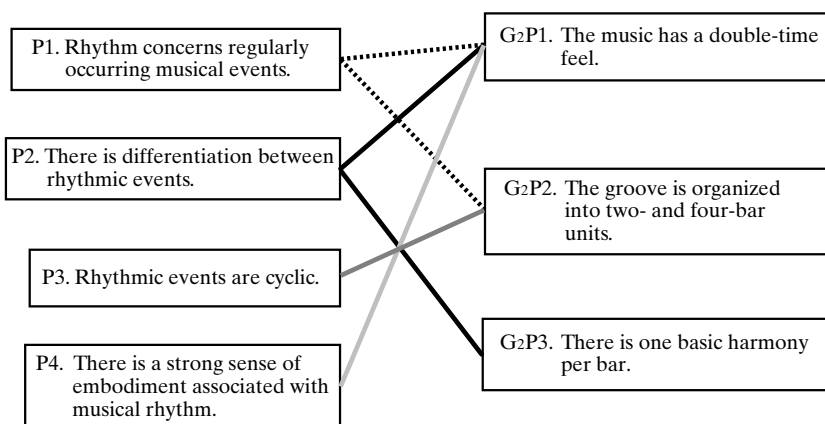 P1. Rhythm concerns regularly
occurring musical events.
P2. There is differentiation between
rhythmic events.
P3. Rhythmic events are cyclic.
P4. There is a strong sense of
embodiment associated with
musical rhythm.
G2P1. The music has a double-time
feel.
G2P2. The groove is organized
into two- and four-bar
units.
G2P3. There is one basic harmony
per bar.